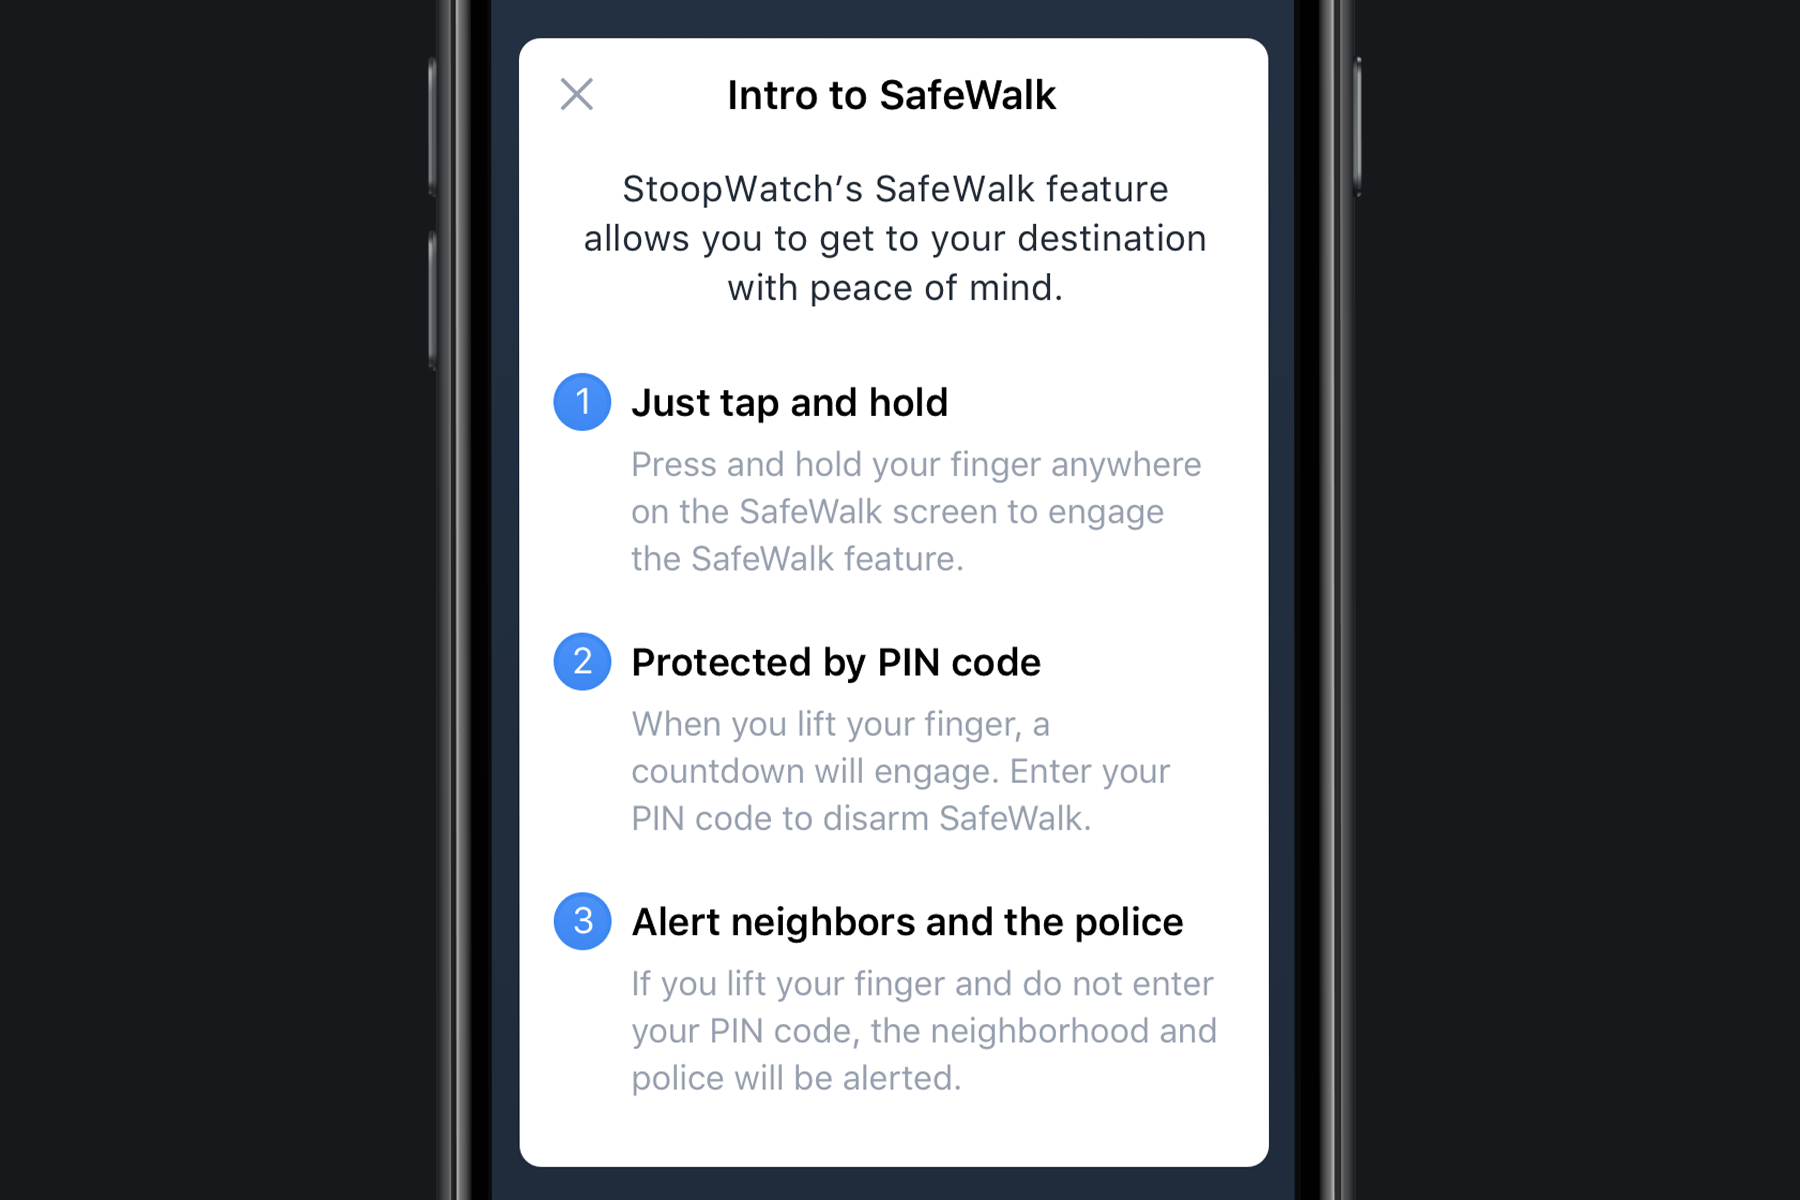 Intro to SafeWalk
StoopWatch’s SafeWalk feature
allows you to get to your destination
with peace of mind.
1 Just tap and hold
Press and hold your finger anywhere
on the SafeWalk screen to engage
the SafeWalk feature.
2 Protected by PIN code
When you lift your finger, a
countdown will engage. Enter your
PIN code to disarm SafeWalk.
3 Alert neighbors and the police
If you lift your finger and do not enter
your PIN code, the neighborhood and
police will be alerted.